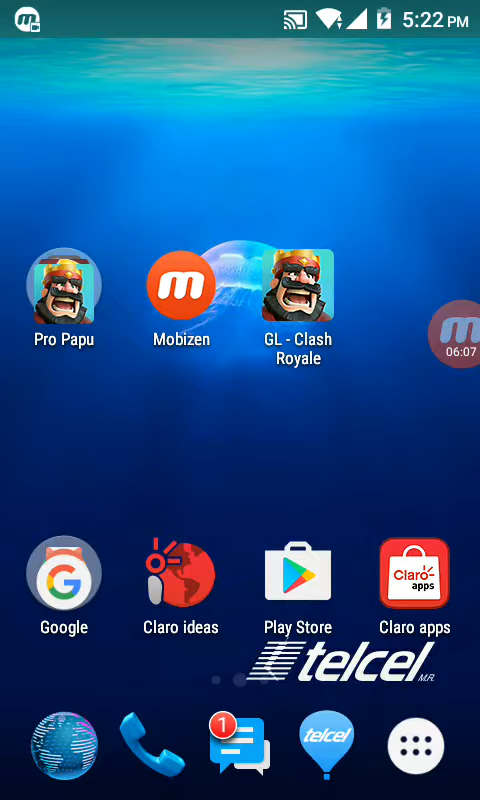 5:22 PM
06:07
Pro Papu
Mobizen
GL - Clash
Royale
Claro
apps
Google
Claro ideas
Play Store
Claro apps
telcel M.R.
1
telcel